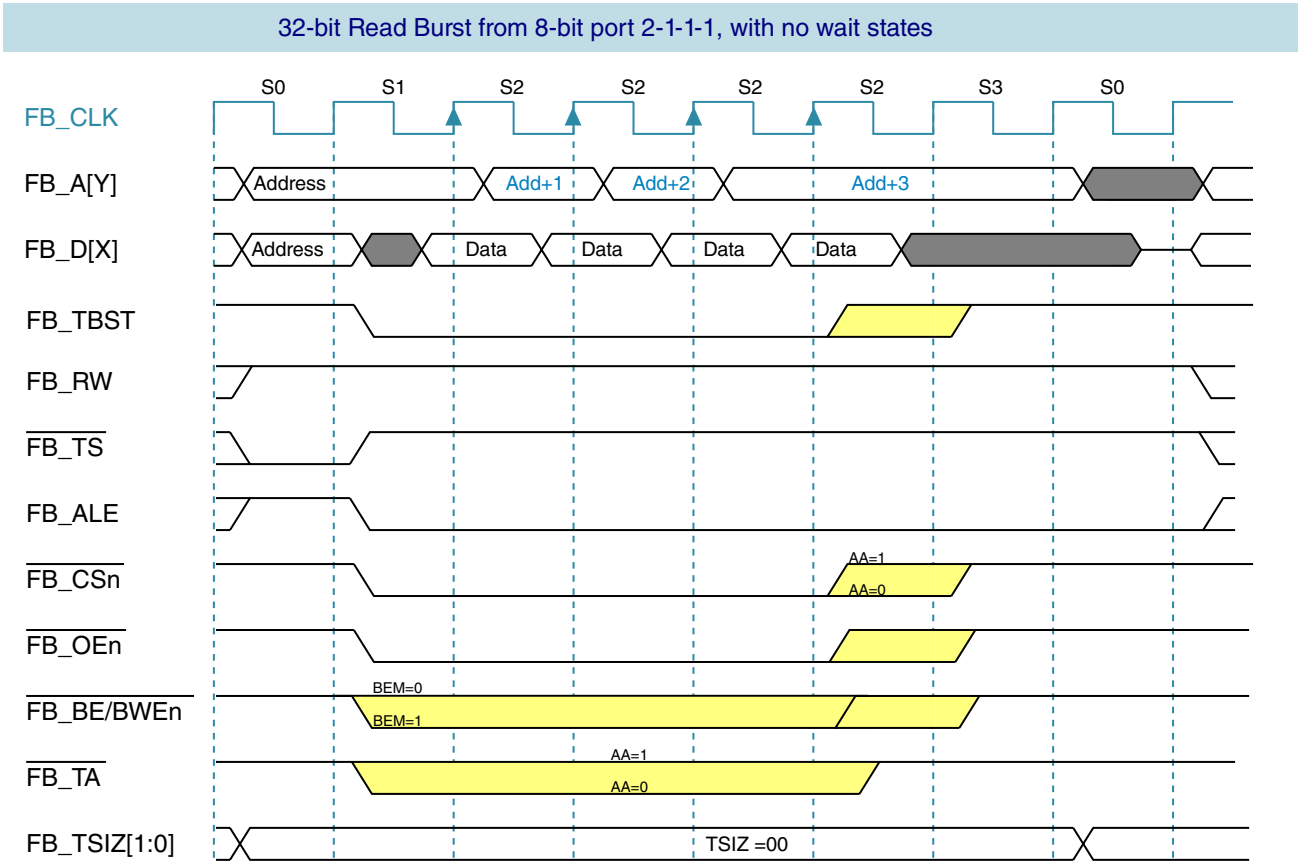 32-bit Read Burst from 8-bit port 2-1-1-1, with no wait states
S0 S1 S2 S2 S2 S2 S3 S0
FB_CLK
FB_A[Y] Address Add+1 Add+2 Add+3
FB_D[X] Address Data Data Data Data
FB_TBST
FB_RW
FB_TS
FB_ALE
AA=1
FB_CSn
AA=0
FB_OEn
BEM=0
FB_BE/BWEn
BEM=1
AA=1
FB_TA
AA=0
FB_TSIZ[1:0] TSIZ =00